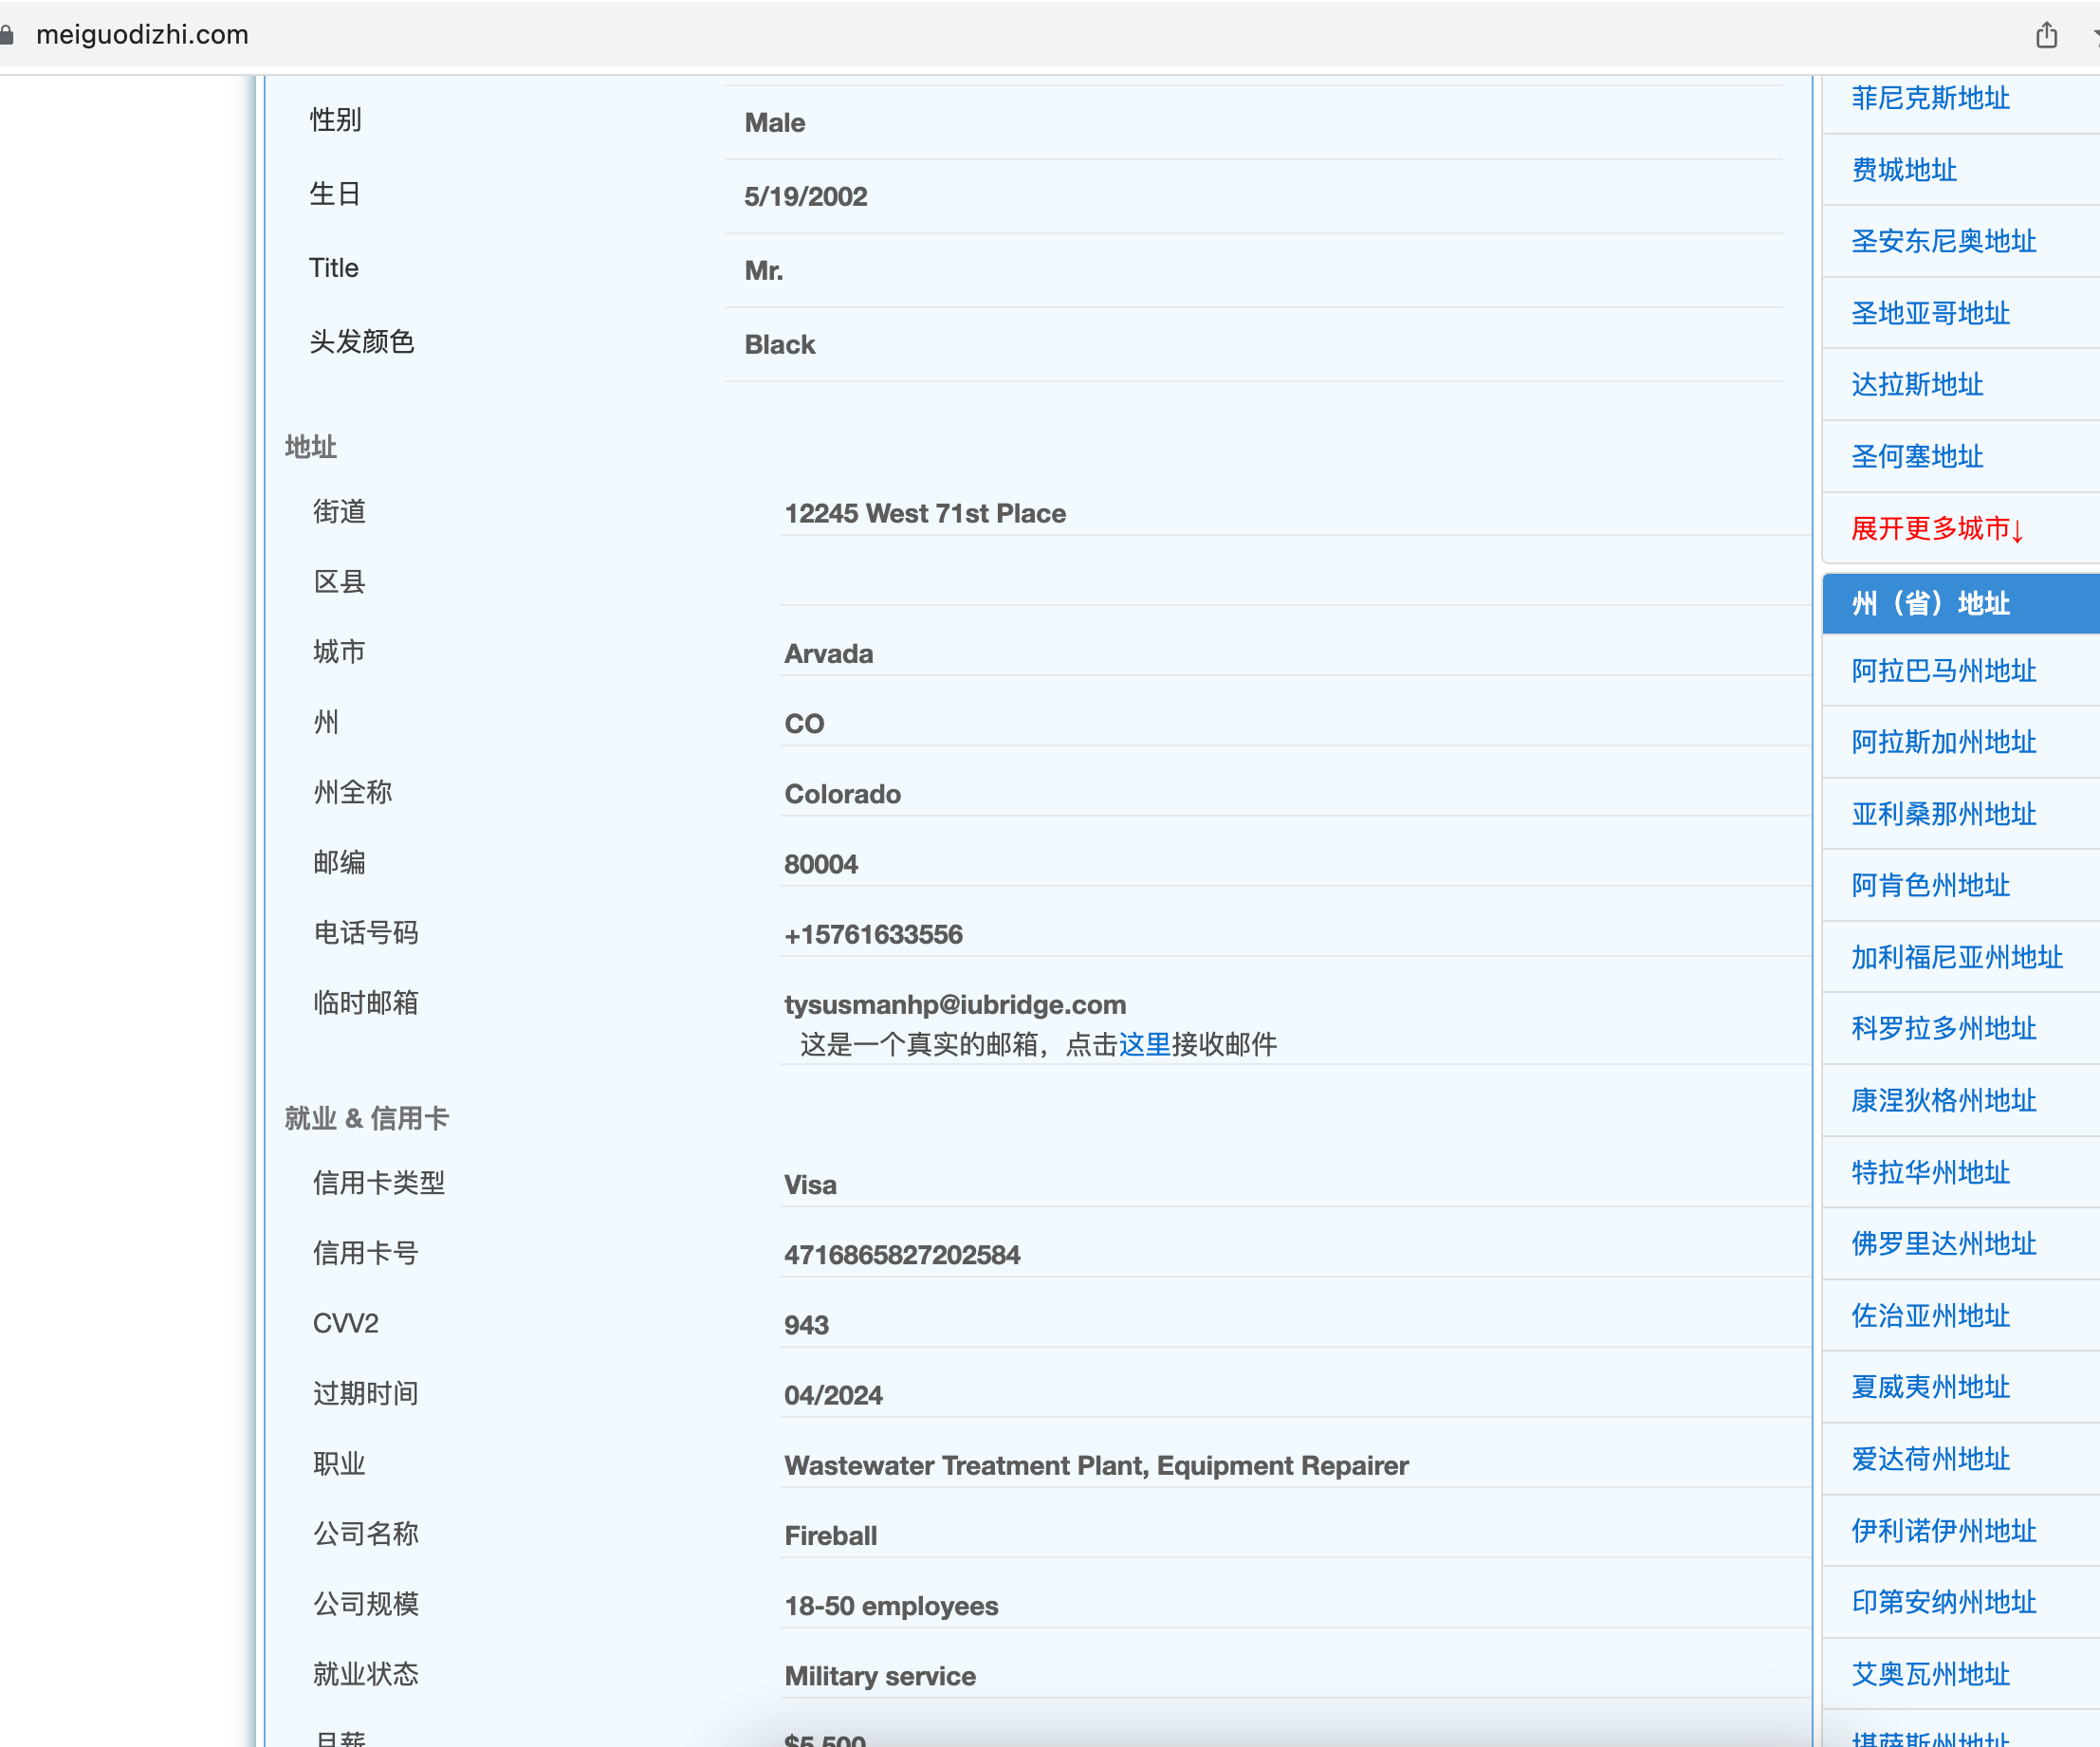 meiguodizhi.com
性别 Male
生日 5/19/2002
Title Mr.
头发颜色 Black
地址
街道 12245 West 71st Place
区县
城市 Arvada
州 CO
州全称 Colorado
邮编 80004
电话号码 +15761633556
临时邮箱 tysusmanhp@iubridge.com
这是一个真实的邮箱，点击这里接收邮件
就业 & 信用卡
信用卡类型 Visa
信用卡号 4716865827202584
CVV2 943
过期时间 04/2024
职业 Wastewater Treatment Plant, Equipment Repairer
公司名称 Fireball
公司规模 18-50 employees
就业状态 Military service
月薪 $5,500
菲尼克斯地址
费城地址
圣安东尼奥地址
圣地亚哥地址
达拉斯地址
圣何塞地址
展开更多城市↓
州（省）地址
阿拉巴马州地址
阿拉斯加州地址
亚利桑那州地址
阿肯色州地址
加利福尼亚州地址
科罗拉多州地址
康涅狄格州地址
特拉华州地址
佛罗里达州地址
佐治亚州地址
夏威夷州地址
爱达荷州地址
伊利诺伊州地址
印第安纳州地址
艾奥瓦州地址
堪萨斯州地址